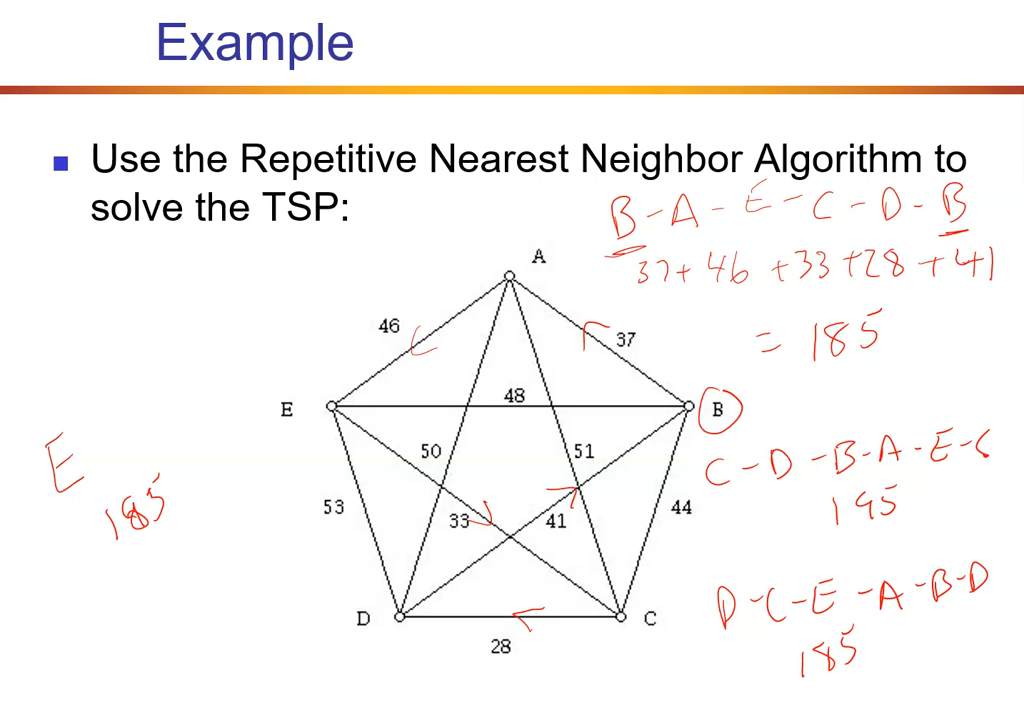 Example
Use the Repetitive Nearest Neighbor Algorithm to
solve the TSP:
B-A-E-C-D-B
37+46+33+28+41
= 185
A
46
37
E
48
B
50
51
C-D-B-A-E-C
195
E
185
53
33
41
44
D
C
28
D-C-E-A-B-D
185